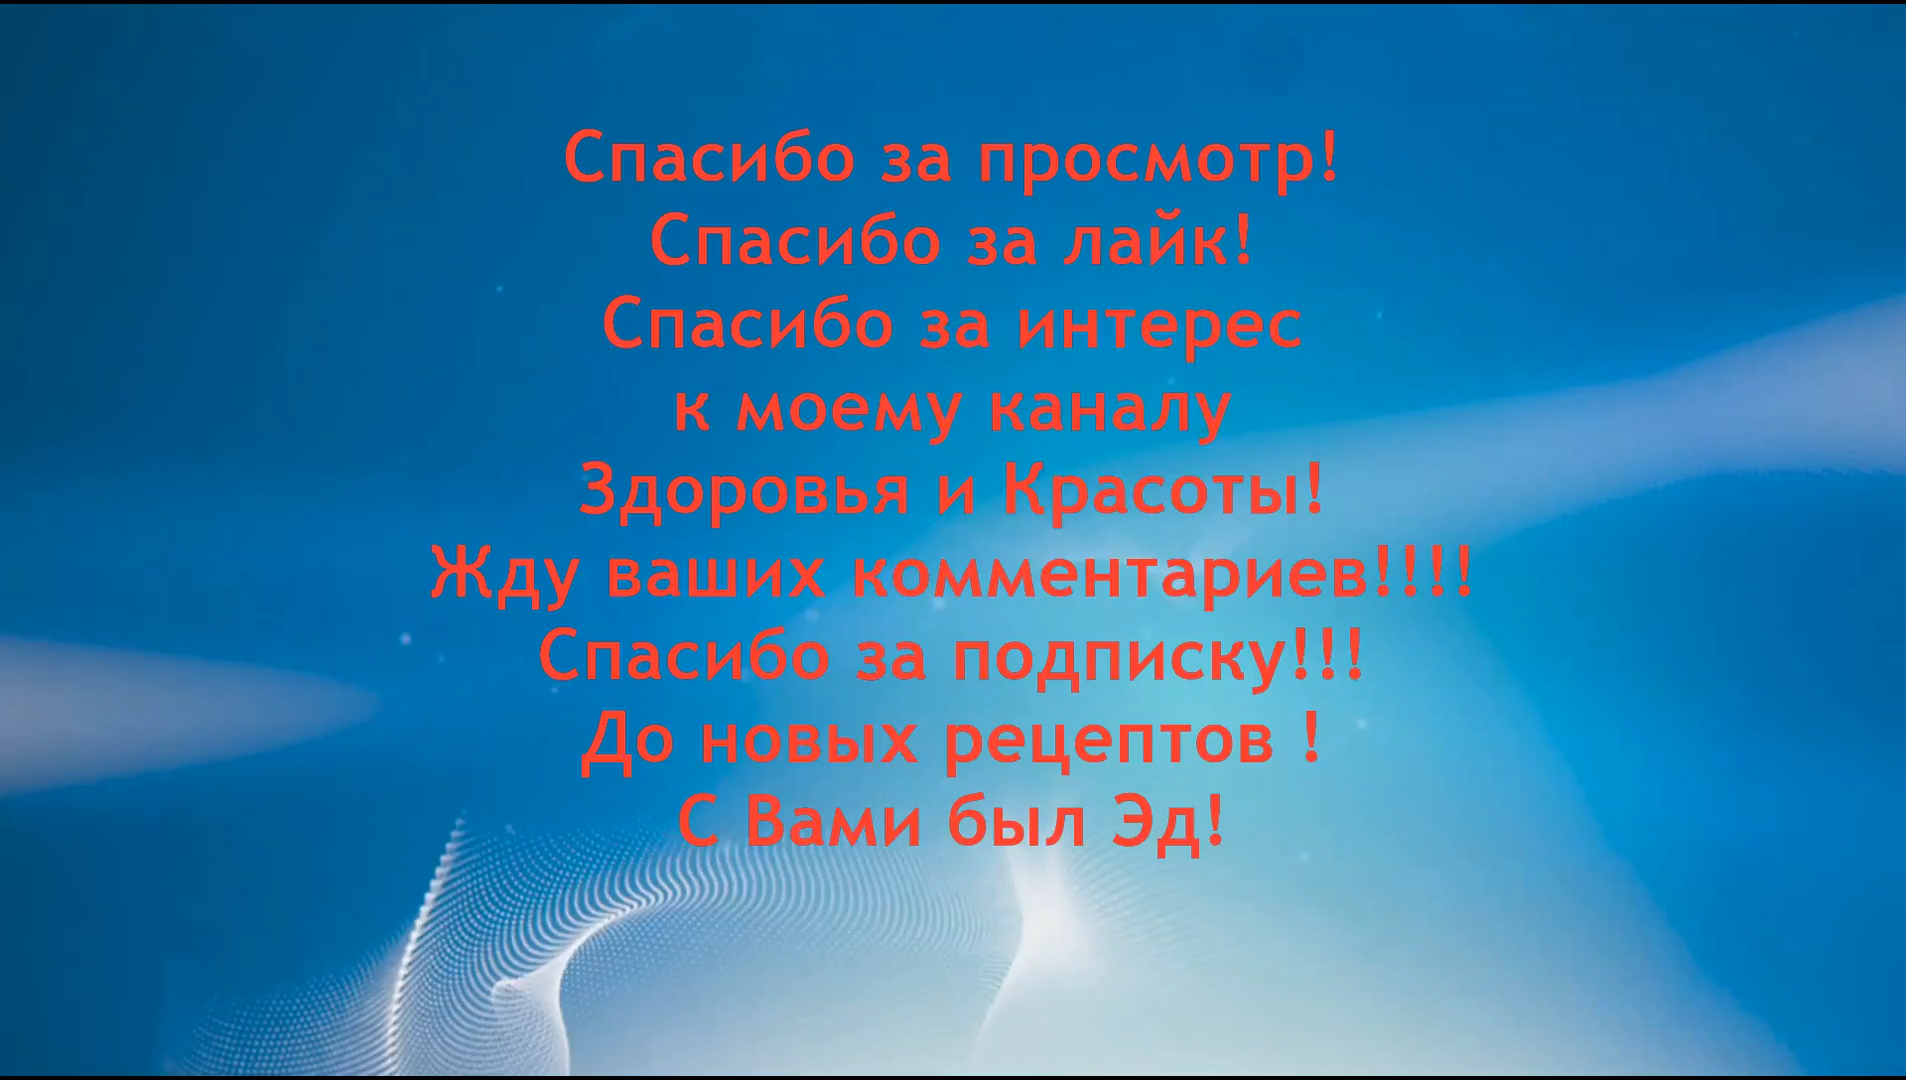 Спасибо за просмотр!
Спасибо за лайк!
Спасибо за интерес
к моему каналу
Здоровья и Красоты!
Жду ваших комментариев!!!!
Спасибо за подписку!!!
До новых рецептов !
С Вами был Эд!